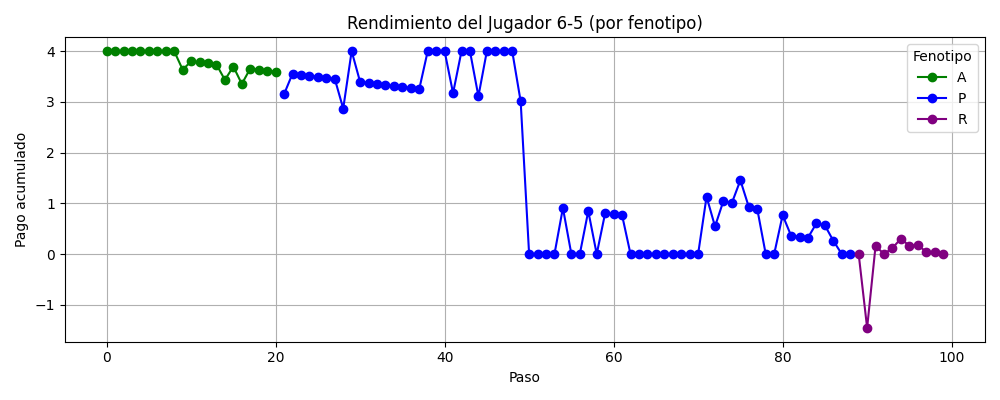 Rendimiento del Jugador 6-5 (por fenotipo)
Pago acumulado
4
3
2
1
0
−1
Fenotipo
A
P
R
0 20 40 60 80 100
Paso